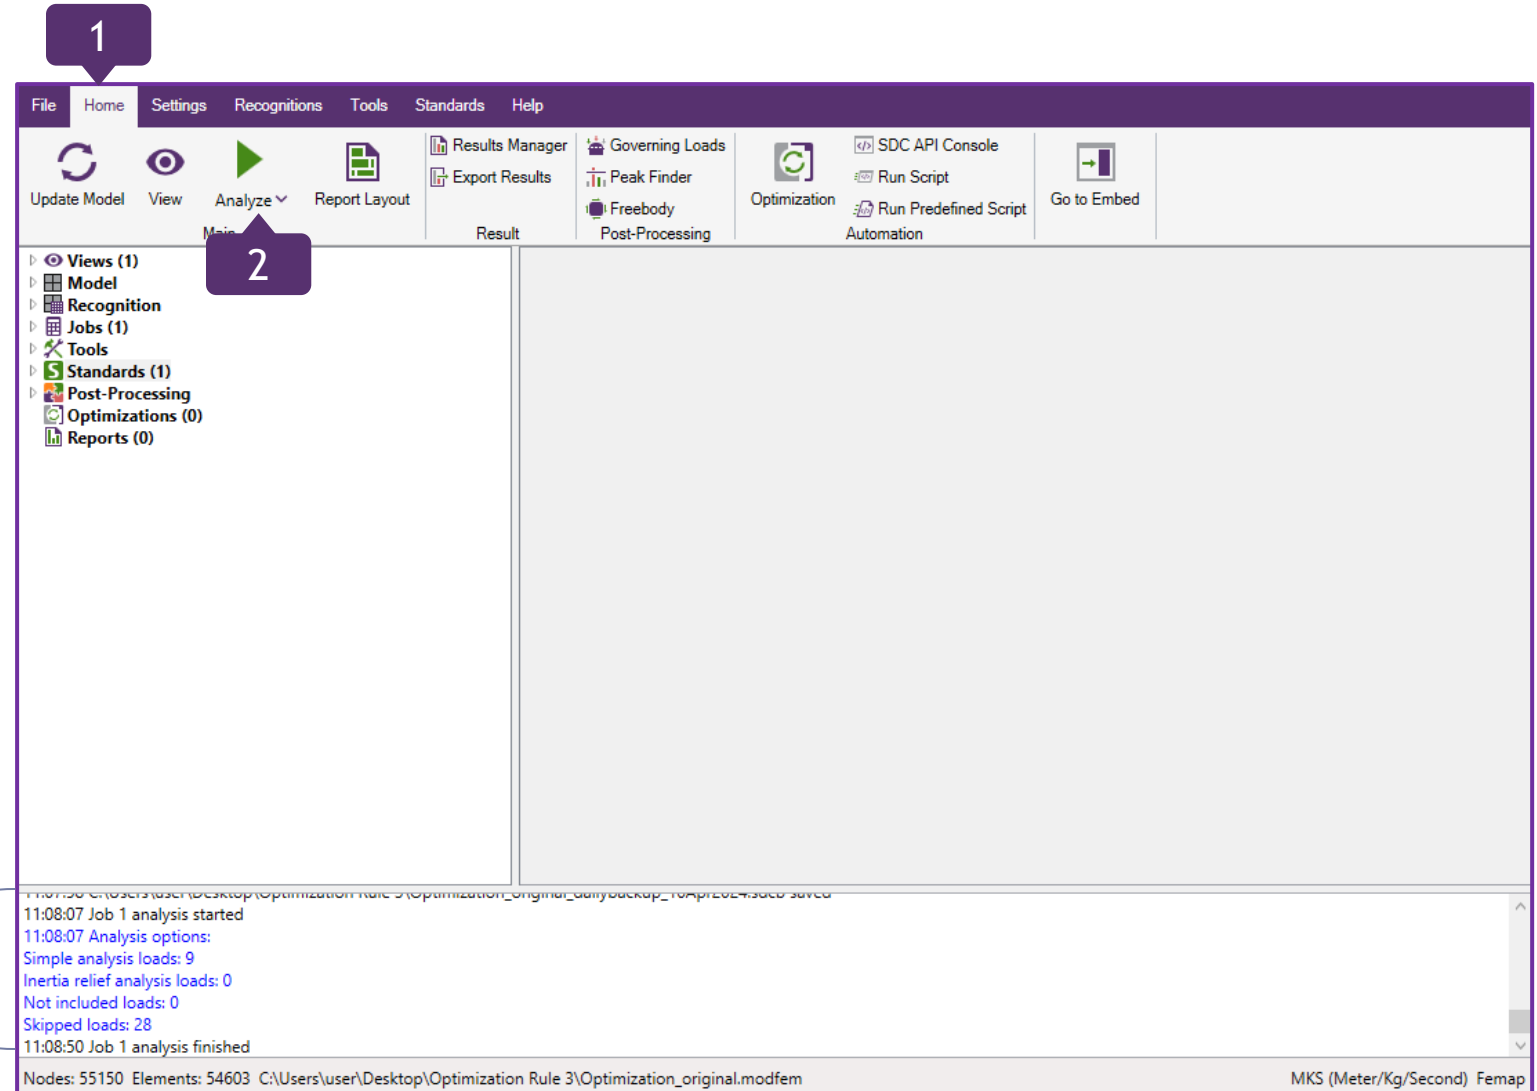 1
File Home Settings Recognitions Tools Standards Help
Update Model
View
Analyze
Report Layout
Main
Results Manager
Export Results
Result
Governing Loads
Peak Finder
Freebody
Post-Processing
Optimization
SDC API Console
Run Script
Run Predefined Script
Automation
Go to Embed
2
Views (1)
Model
Recognition
Jobs (1)
Tools
Standards (1)
Post-Processing
Optimizations (0)
Reports (0)
11:08:07 Job 1 analysis started
11:08:07 Analysis options:
Simple analysis loads: 9
Inertia relief analysis loads: 0
Not included loads: 0
Skipped loads: 28
11:08:50 Job 1 analysis finished
Nodes: 55150 Elements: 54603 C:\Users\user\Desktop\Optimization Rule 3\Optimization_original.modfem
MKS (Meter/Kg/Second) Femap